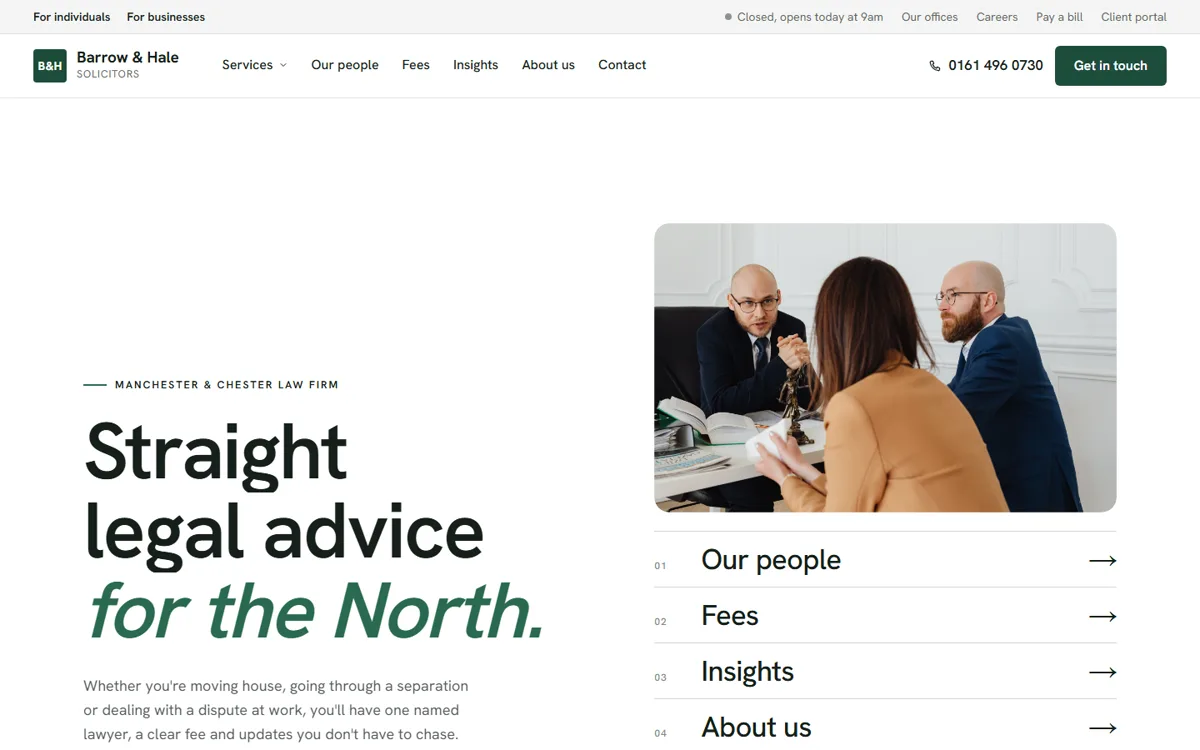 For individuals For businesses
Closed, opens today at 9am Our offices Careers Pay a bill Client portal
B&H
Barrow & Hale
SOLICITORS
Services Our people Fees Insights About us Contact
0161 496 0730
Get in touch
MANCHESTER & CHESTER LAW FIRM
Straight
legal advice
for the North.
Whether you're moving house, going through a separation
or dealing with a dispute at work, you'll have one named
lawyer, a clear fee and updates you don't have to chase.
01 Our people
02 Fees
03 Insights
04 About us